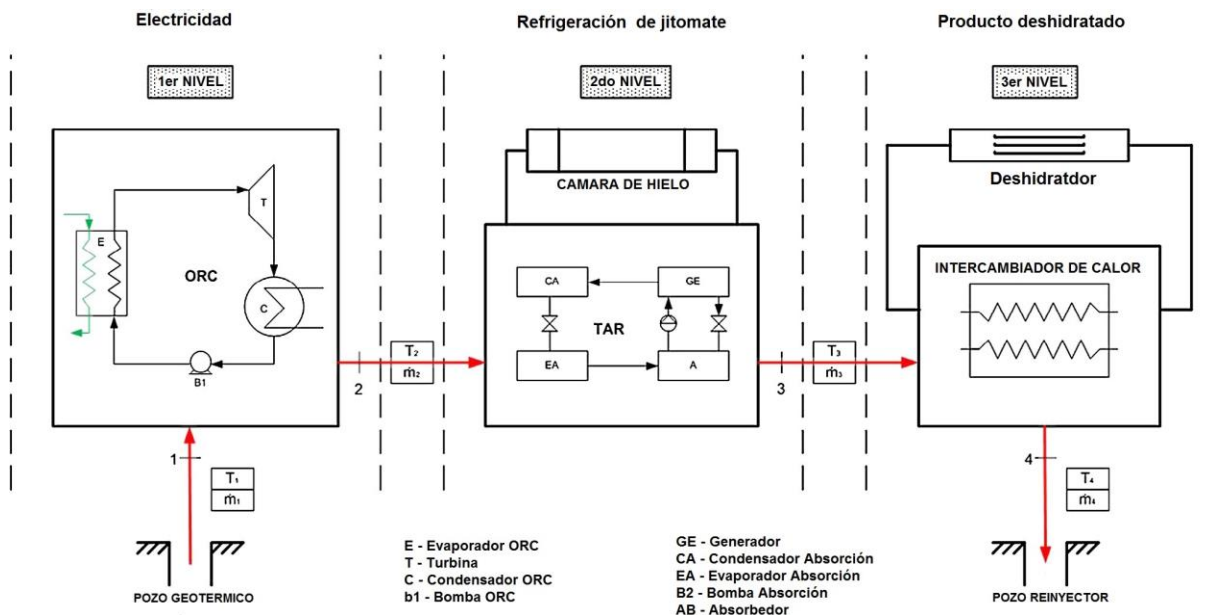 Electricidad
Refrigeración de jitomate
Producto deshidratado
1er NIVEL
2do NIVEL
3er NIVEL
CAMARA DE HIELO
Deshidratdor
T
E
ORC
C
B1
CA
GE
TAR
EA
A
INTERCAMBIADOR DE CALOR
T₂
ṁ₂
2
T₃
ṁ₃
3
1
T₁
ṁ₁
4
T₄
ṁ₄
POZO GEOTERMICO
E - Evaporador ORC
T - Turbina
C - Condensador ORC
b1 - Bomba ORC
GE - Generador
CA - Condensador Absorción
EA - Evaporador Absorción
B2 - Bomba Absorción
AB - Absorbedor
POZO REINYECTOR